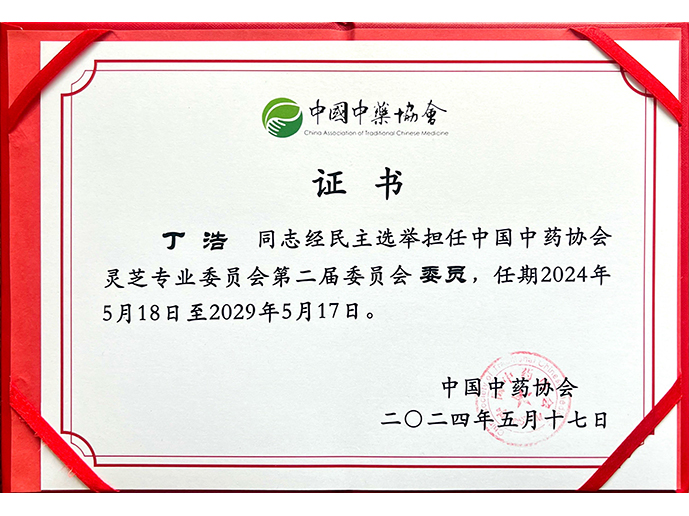 中國中藥協會
China Association of Traditional Chinese Medicine
证 书
丁浩 同志经民主选举担任中国中药协会
灵芝专业委员会第二届委员会 委员，任期2024年
5月18日至2029年5月17日。
中国中药协会
二〇二四年五月十七日